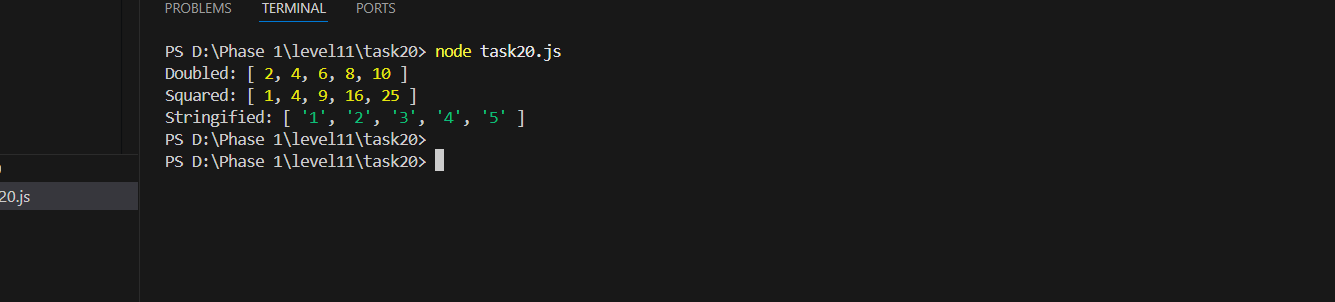 PROBLEMS TERMINAL PORTS
PS D:\Phase 1\level11\task20> node task20.js
Doubled: [ 2, 4, 6, 8, 10 ]
Squared: [ 1, 4, 9, 16, 25 ]
Stringified: [ '1', '2', '3', '4', '5' ]
PS D:\Phase 1\level11\task20>
PS D:\Phase 1\level11\task20>
20.js